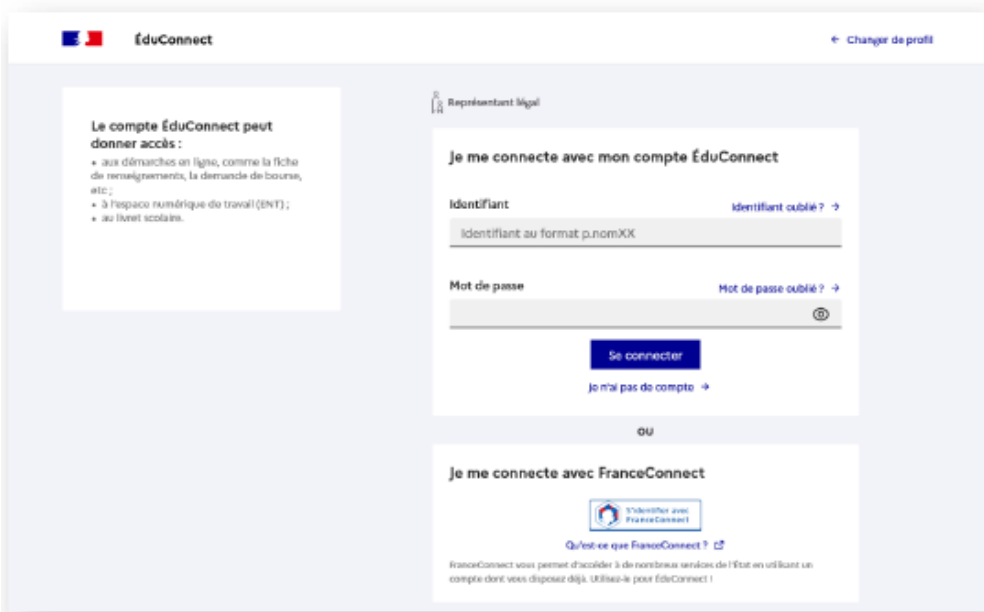 ÉduConnect
← Changer de profil
Le compte ÉduConnect peut
donner accès :
• aux démarches en ligne, comme la fiche
de renseignements, la demande de bourse,
etc ;
• à l'espace numérique de travail (ENT) ;
• au livret scolaire.
Représentant légal
Je me connecte avec mon compte ÉduConnect
Identifiant
Identifiant oublié ? →
Identifiant au format p.nomXX
Mot de passe
Mot de passe oublié ? →
Se connecter
Je n'ai pas de compte →
OU
Je me connecte avec FranceConnect
S'identifier avec
FranceConnect
Qu'est-ce que FranceConnect ?
FranceConnect vous permet d'accéder à de nombreux services de l'État en utilisant un
compte dont vous disposez déjà. Utilisez-le pour ÉduConnect !